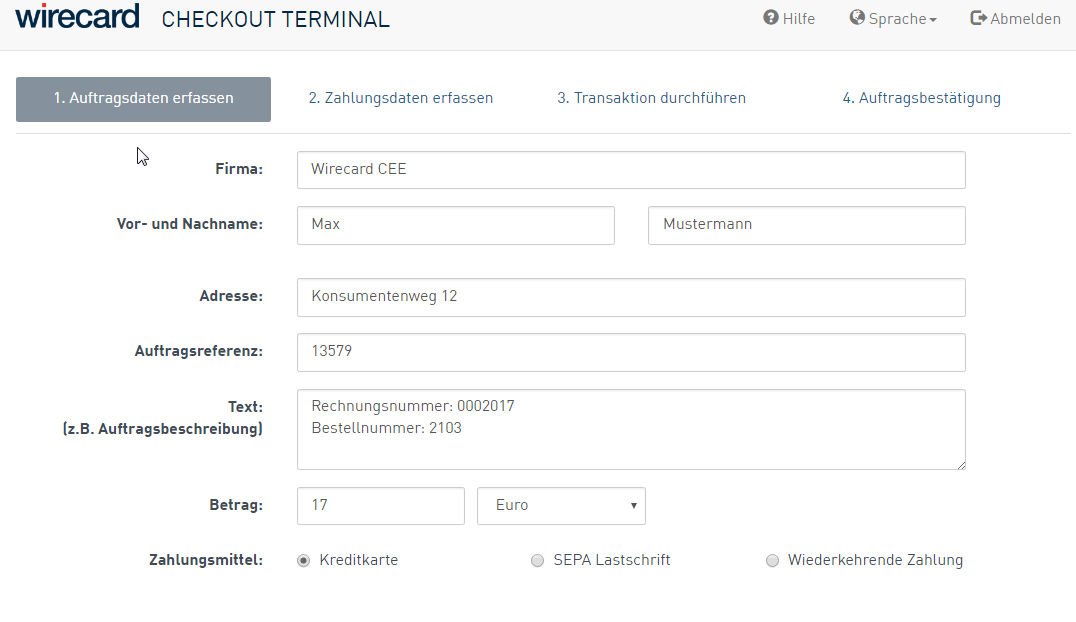 wirecard CHECKOUT TERMINAL Hilfe Sprache Abmelden
1. Auftragsdaten erfassen 2. Zahlungsdaten erfassen 3. Transaktion durchführen 4. Auftragsbestätigung
Firma: Wirecard CEE
Vor- und Nachname: Max Mustermann
Adresse: Konsumentenweg 12
Auftragsreferenz: 13579
Text: Rechnungsnummer: 0002017
(z.B. Auftragsbeschreibung) Bestellnummer: 2103
Betrag: 17 Euro
Zahlungsmittel: Kreditkarte SEPA Lastschrift Wiederkehrende Zahlung